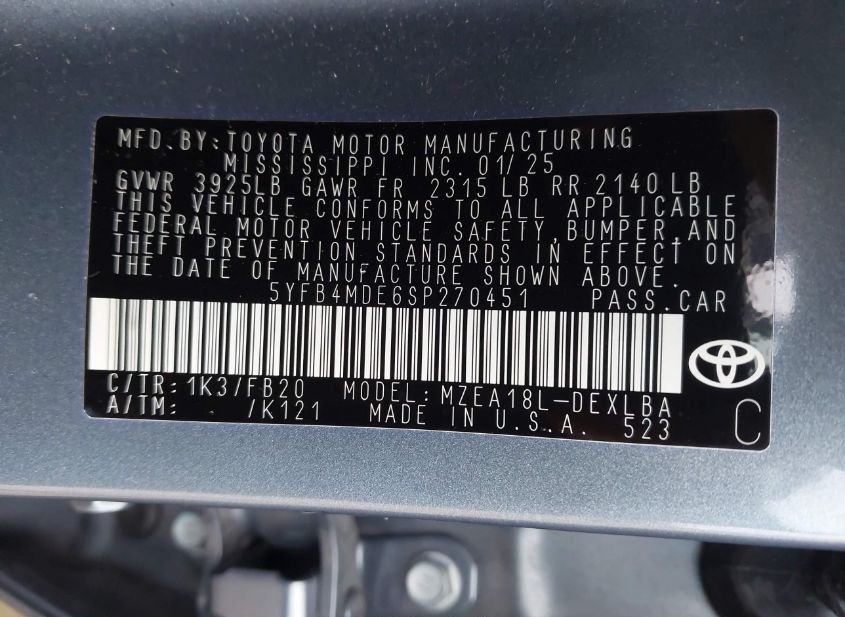 MFD.BY:TOYOTA MOTOR MANUFACTURING
MISSISSIPPI INC. 01/25
GVWR 3925LB GAWR FR 2315 LB RR 2140 LB
THIS VEHICLE CONFORMS TO ALL APPLICABLE
FEDERAL MOTOR VEHICLE SAFETY,BUMPER,AND
THEFT PREVENTION STANDARDS IN EFFECT ON
THE DATE OF MANUFACTURE SHOWN ABOVE.
5YFB4MDE6SP270451 PASS.CAR
C/TR: 1K3/FB20 MODEL: MZEA18L-DEXLBA
A/TM: /K121 MADE IN U.S.A. 523
C